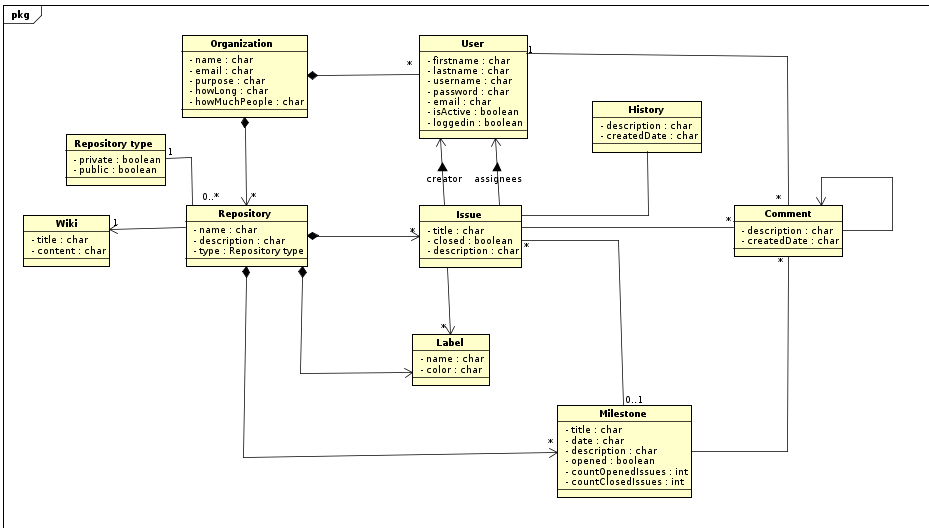 pkg
Organization
- name : char
- email : char
- purpose : char
- howLong : char
- howMuchPeople : char
*
User
- firstname : char
- lastname : char
- username : char
- password : char
- email : char
- isActive : boolean
- loggedin : boolean
1
History
- description : char
- createdDate : char
Repository type
- private : boolean
- public : boolean
1
0..*
*
creator
assignees
Wiki
- title : char
- content : char
1
Repository
- name : char
- description : char
- type : Repository type
*
Issue
- title : char
- closed : boolean
- description : char
*
*
*
Comment
- description : char
- createdDate : char
*
*
Label
- name : char
- color : char
0..1
*
Milestone
- title : char
- date : char
- description : char
- opened : boolean
- countOpenedIssues : int
- countClosedIssues : int